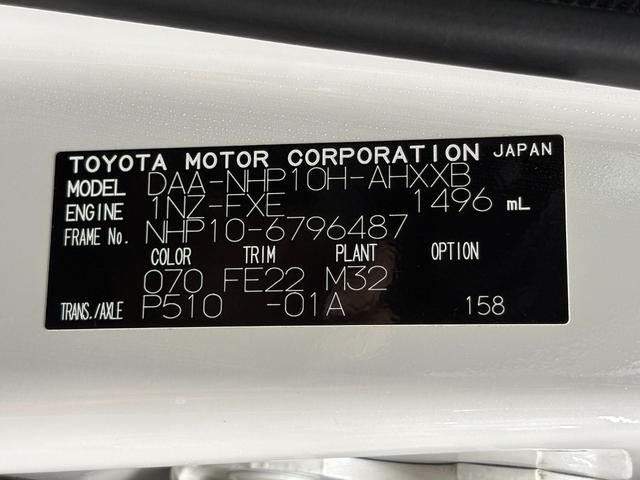 TOYOTA MOTOR CORPORATION JAPAN
MODEL DAA-NHP10H-AHXXB
ENGINE 1NZ-FXE 1496 mL
FRAME No. NHP10-6796487
COLOR TRIM PLANT OPTION
070 FE22 M32
TRANS./AXLE P510 -01A 158